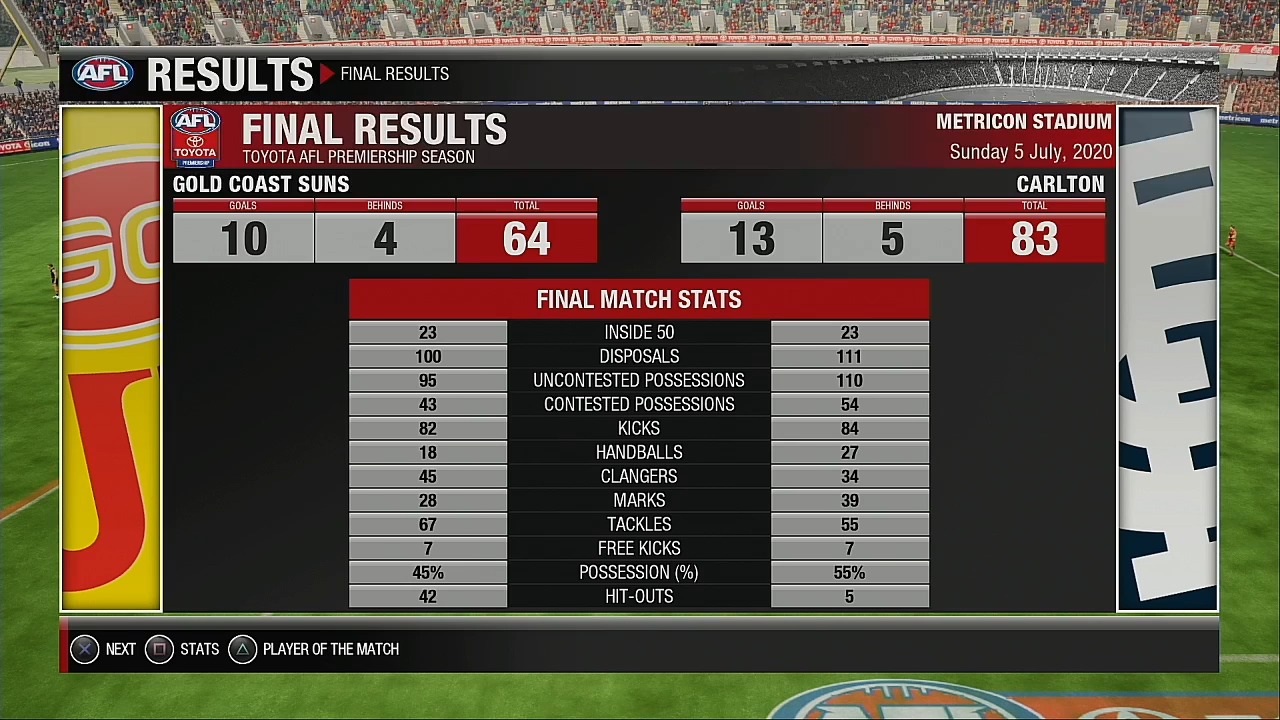 AFL RESULTS FINAL RESULTS
AFL TOYOTA PREMIERSHIP
FINAL RESULTS
TOYOTA AFL PREMIERSHIP SEASON
METRICON STADIUM
Sunday 5 July, 2020
GOLD COAST SUNS
CARLTON
GOALS BEHINDS TOTAL GOALS BEHINDS TOTAL
10 4 64 13 5 83
FINAL MATCH STATS
23 INSIDE 50 23
100 DISPOSALS 111
95 UNCONTESTED POSSESSIONS 110
43 CONTESTED POSSESSIONS 54
82 KICKS 84
18 HANDBALLS 27
45 CLANGERS 34
28 MARKS 39
67 TACKLES 55
7 FREE KICKS 7
45% POSSESSION (%) 55%
42 HIT-OUTS 5
NEXT STATS PLAYER OF THE MATCH